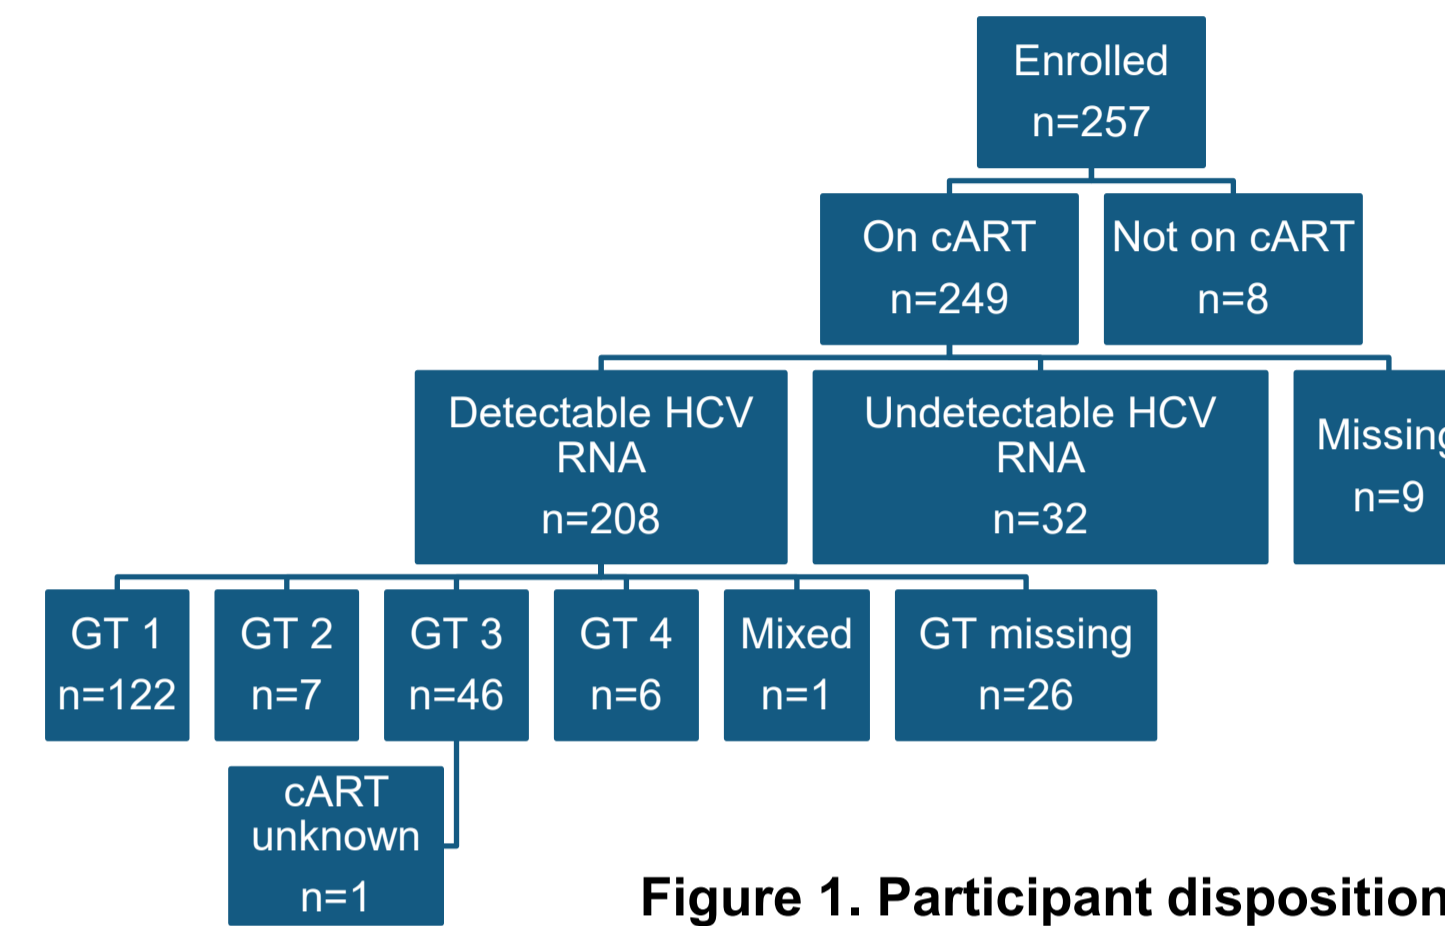 Enrolled
n=257
On cART
n=249
Not on cART
n=8
Detectable HCV
RNA
n=208
Undetectable HCV
RNA
n=32
Missing
n=9
GT 1
n=122
GT 2
n=7
GT 3
n=46
GT 4
n=6
Mixed
n=1
GT missing
n=26
cART
unknown
n=1
Figure 1. Participant disposition